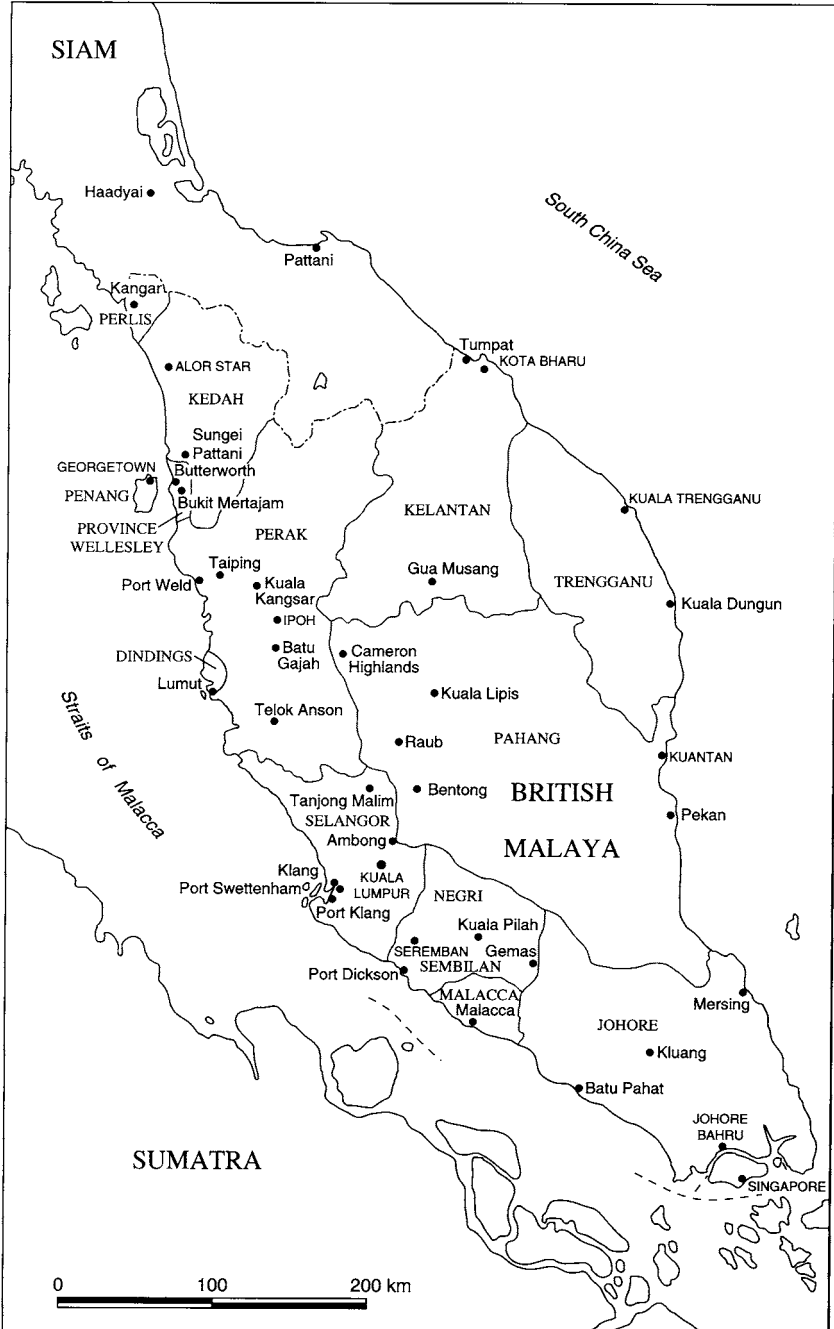 SIAM
Haadyai
South China Sea
Pattani
Kangar
PERLIS
Tumpat
KOTA BHARU
ALOR STAR
KEDAH
Sungei
Pattani
GEORGETOWN
Butterworth
PENANG
Bukit Mertajam
KUALA TRENGGANU
KELANTAN
PROVINCE
WELLESLEY
PERAK
Taiping
Gua Musang
TRENGGANU
Port Weld
Kuala
Kangsar
Kuala Dungun
IPOH
DINDINGS
Batu
Gajah
Cameron
Highlands
Lumut
Kuala Lipis
Straits of Malacca
Telok Anson
Raub
PAHANG
KUANTAN
Tanjong Malim
Bentong
BRITISH
MALAYA
SELANGOR
Pekan
Ambong
Klang
KUALA
LUMPUR
Port Swettenham
Port Klang
NEGRI
Kuala Pilah
SEREMBAN
Gemas
SEMBILAN
Port Dickson
MALACCA
Malacca
Mersing
JOHORE
Kluang
Batu Pahat
JOHORE
BAHRU
SUMATRA
SINGAPORE
0 100 200 km